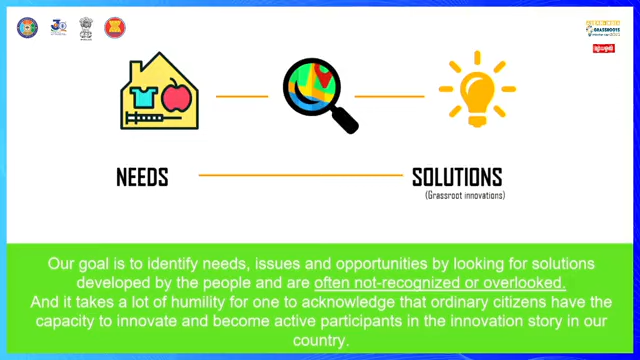 NEEDS
SOLUTIONS
(Grassroot innovations)
Our goal is to identify needs, issues and opportunities by looking for solutions
developed by the people and are often not-recognized or overlooked.
And it takes a lot of humility for one to acknowledge that ordinary citizens have the
capacity to innovate and become active participants in the innovation story in our
country.